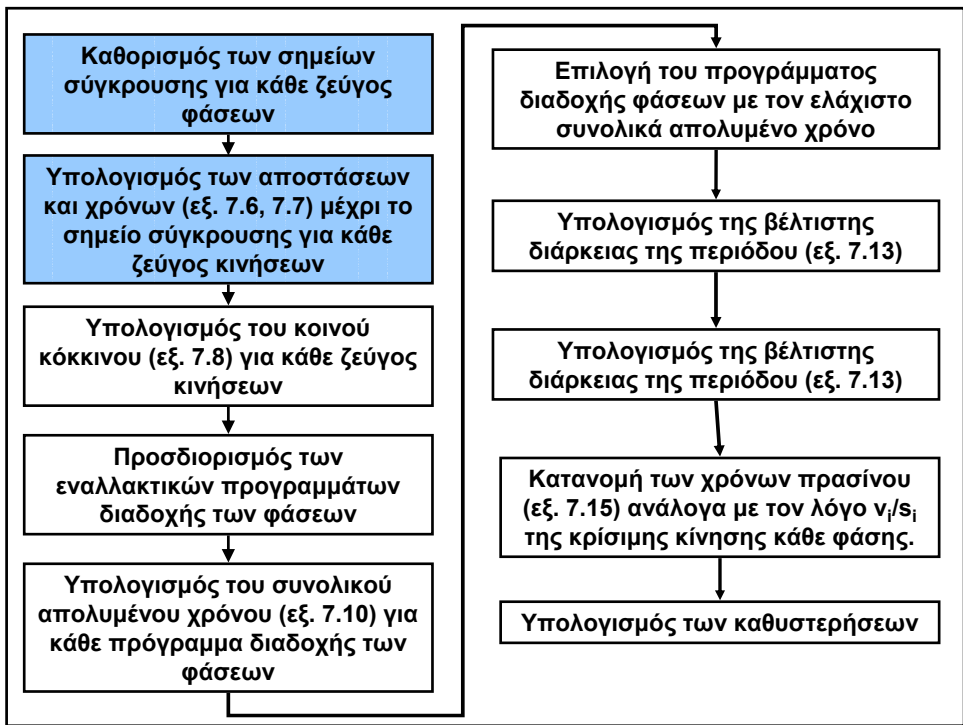 Καθορισμός των σημείων
σύγκρουσης για κάθε ζεύγος
φάσεων
Υπολογισμός των αποστάσεων
και χρόνων (εξ. 7.6, 7.7) μέχρι το
σημείο σύγκρουσης για κάθε
ζεύγος κινήσεων
Υπολογισμός του κοινού
κόκκινου (εξ. 7.8) για κάθε ζεύγος
κινήσεων
Προσδιορισμός των
εναλλακτικών προγραμμάτων
διαδοχής των φάσεων
Υπολογισμός του συνολικού
απολυμένου χρόνου (εξ. 7.10) για
κάθε πρόγραμμα διαδοχής των
φάσεων
Επιλογή του προγράμματος
διαδοχής φάσεων με τον ελάχιστο
συνολικά απολυμένο χρόνο
Υπολογισμός της βέλτιστης
διάρκειας της περιόδου (εξ. 7.13)
Υπολογισμός της βέλτιστης
διάρκειας της περιόδου (εξ. 7.13)
Κατανομή των χρόνων πρασίνου
(εξ. 7.15) ανάλογα με τον λόγο vi/si
της κρίσιμης κίνησης κάθε φάσης.
Υπολογισμός των καθυστερήσεων